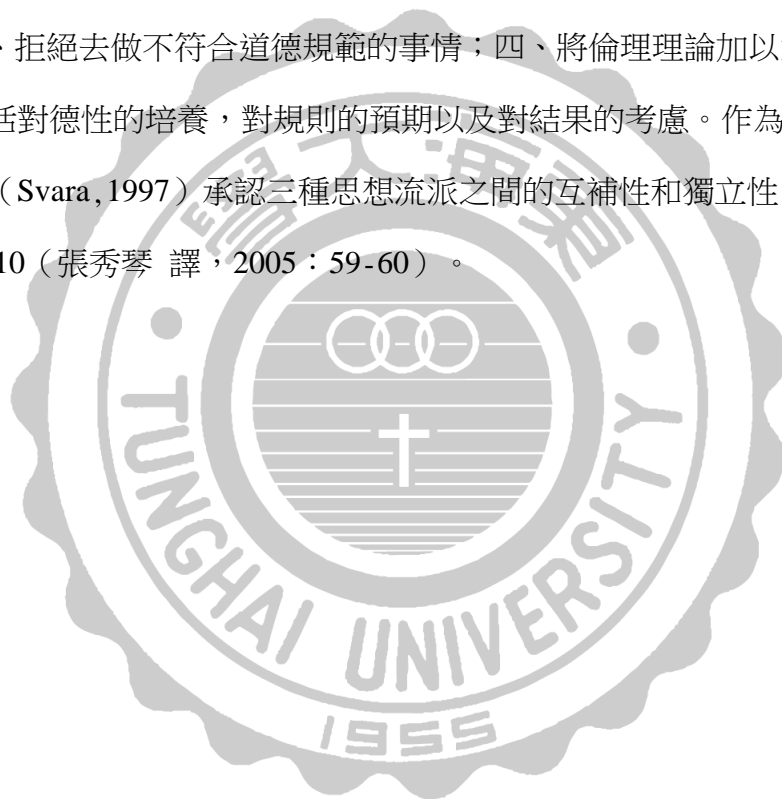 、拒絕去做不符合道德規範的事情；四、將倫理理論加以
括對德性的培養，對規則的預期以及對結果的考慮。作為
（Svara,1997）承認三種思想流派之間的互補性和獨立性
10（張秀琴 譯，2005：59-60）。
東海大學
TUNGHAI UNIVERSITY
1955